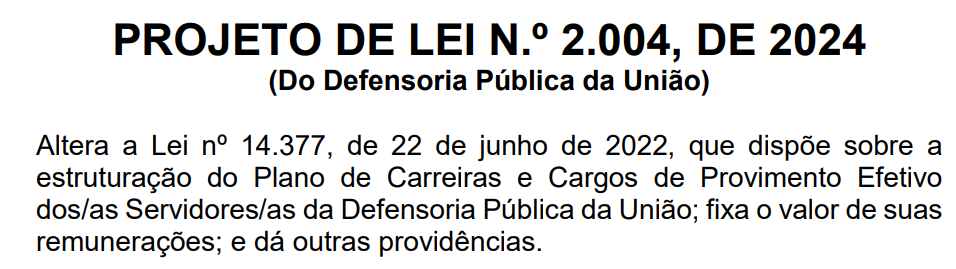 PROJETO DE LEI N.º 2.004, DE 2024
(Do Defensoria Pública da União)
Altera a Lei nº 14.377, de 22 de junho de 2022, que dispõe sobre a
estruturação do Plano de Carreiras e Cargos de Provimento Efetivo
dos/as Servidores/as da Defensoria Pública da União; fixa o valor de suas
remunerações; e dá outras providências.